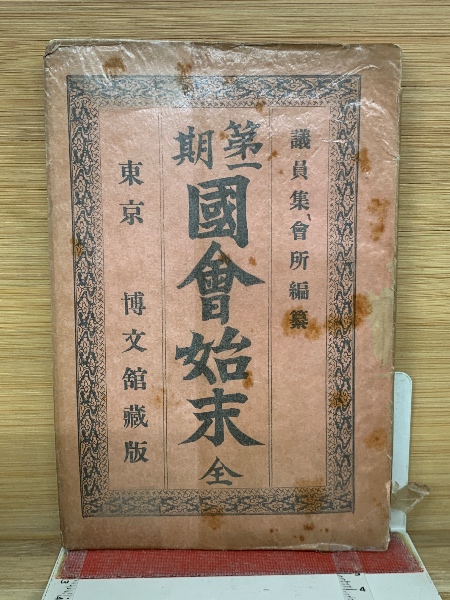 議員集會所編纂
第一期
國會始末
全
東京 博文舘藏版